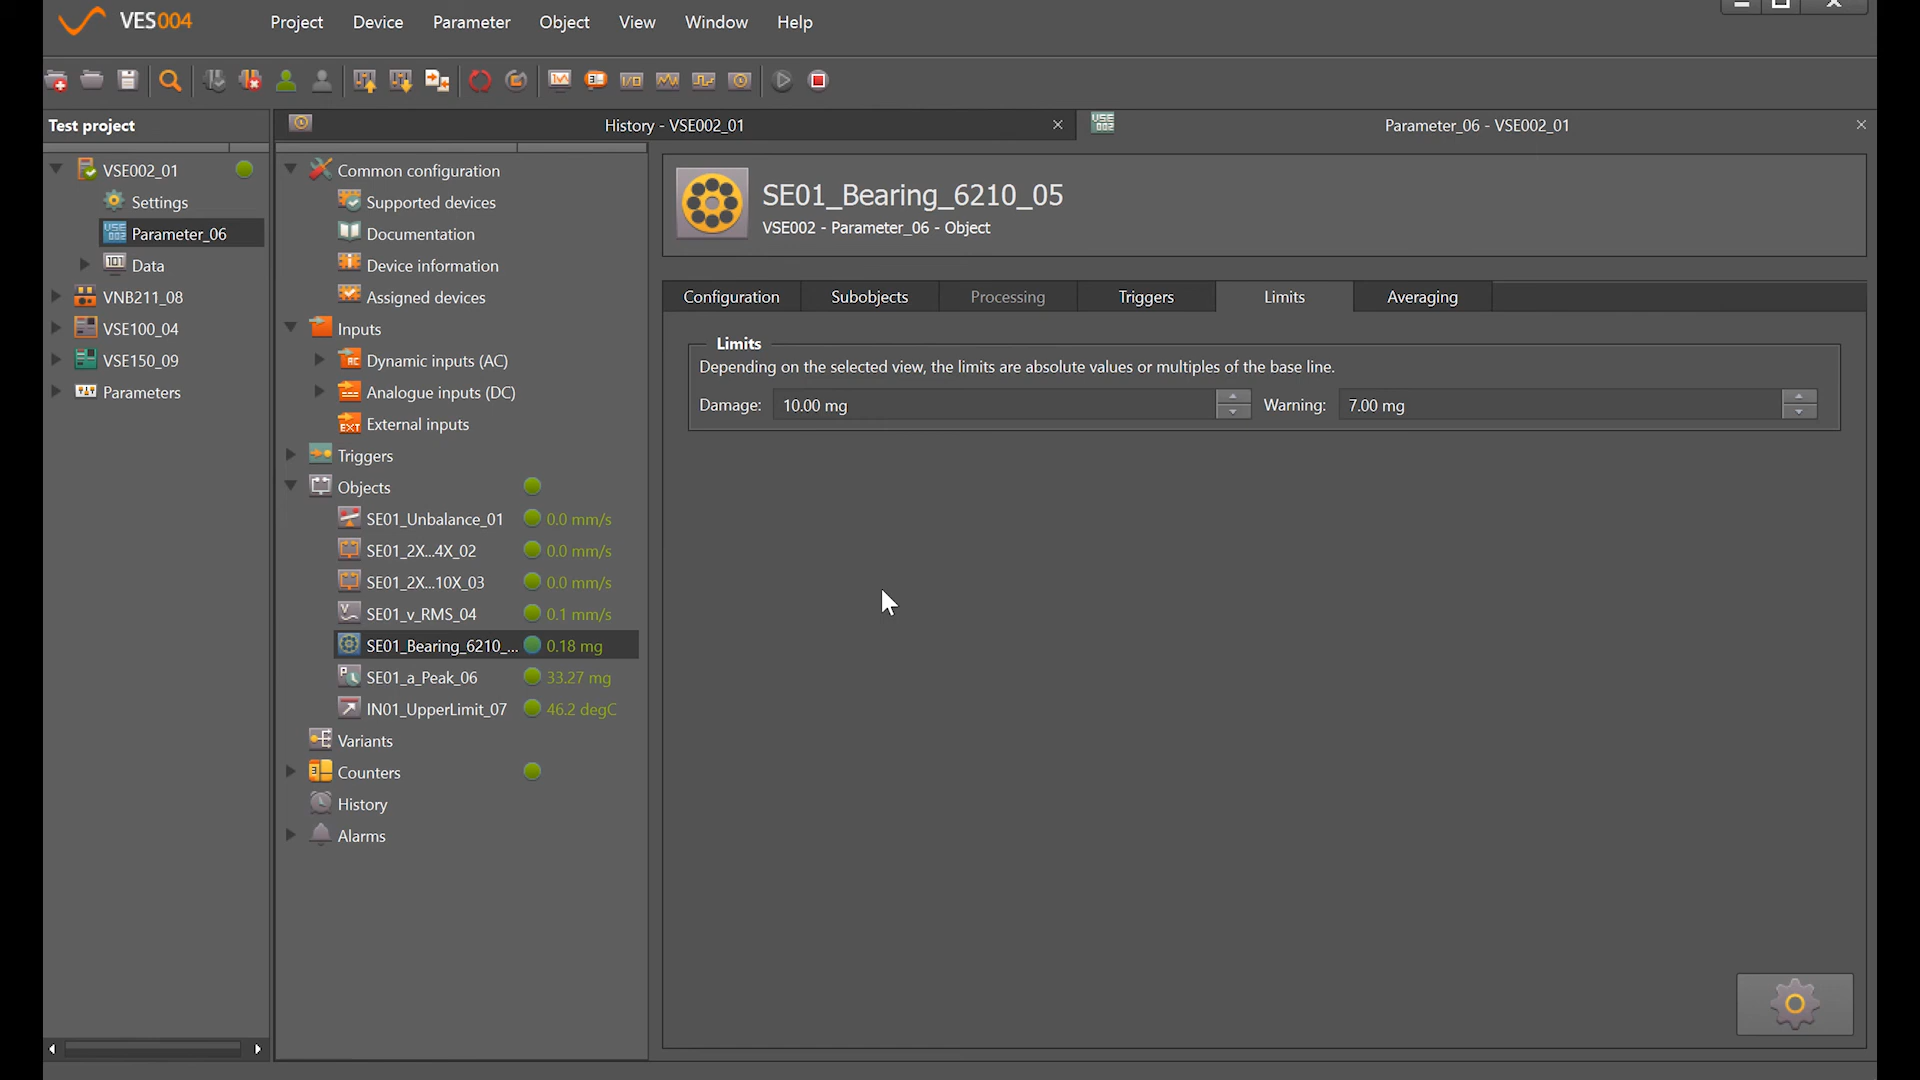 VES004
Project
Device
Parameter
Object
View
Window
Help
Test project
VSE002_01
Settings
Parameter_06
Data
VNB211_08
VSE100_04
VSE150_09
Parameters
History - VSE002_01
Parameter_06 - VSE002_01
Common configuration
Supported devices
Documentation
Device information
Assigned devices
Inputs
Dynamic inputs (AC)
Analogue inputs (DC)
External inputs
Triggers
Objects
SE01_Unbalance_01 0.0 mm/s
SE01_2X...4X_02 0.0 mm/s
SE01_2X...10X_03 0.0 mm/s
SE01_v_RMS_04 0.1 mm/s
SE01_Bearing_6210_... 0.18 mg
SE01_a_Peak_06 33.27 mg
IN01_UpperLimit_07 46.2 degC
Variants
Counters
History
Alarms
SE01_Bearing_6210_05
VSE002 - Parameter_06 - Object
Configuration
Subobjects
Processing
Triggers
Limits
Averaging
Limits
Depending on the selected view, the limits are absolute values or multiples of the base line.
Damage: 10.00 mg Warning: 7.00 mg